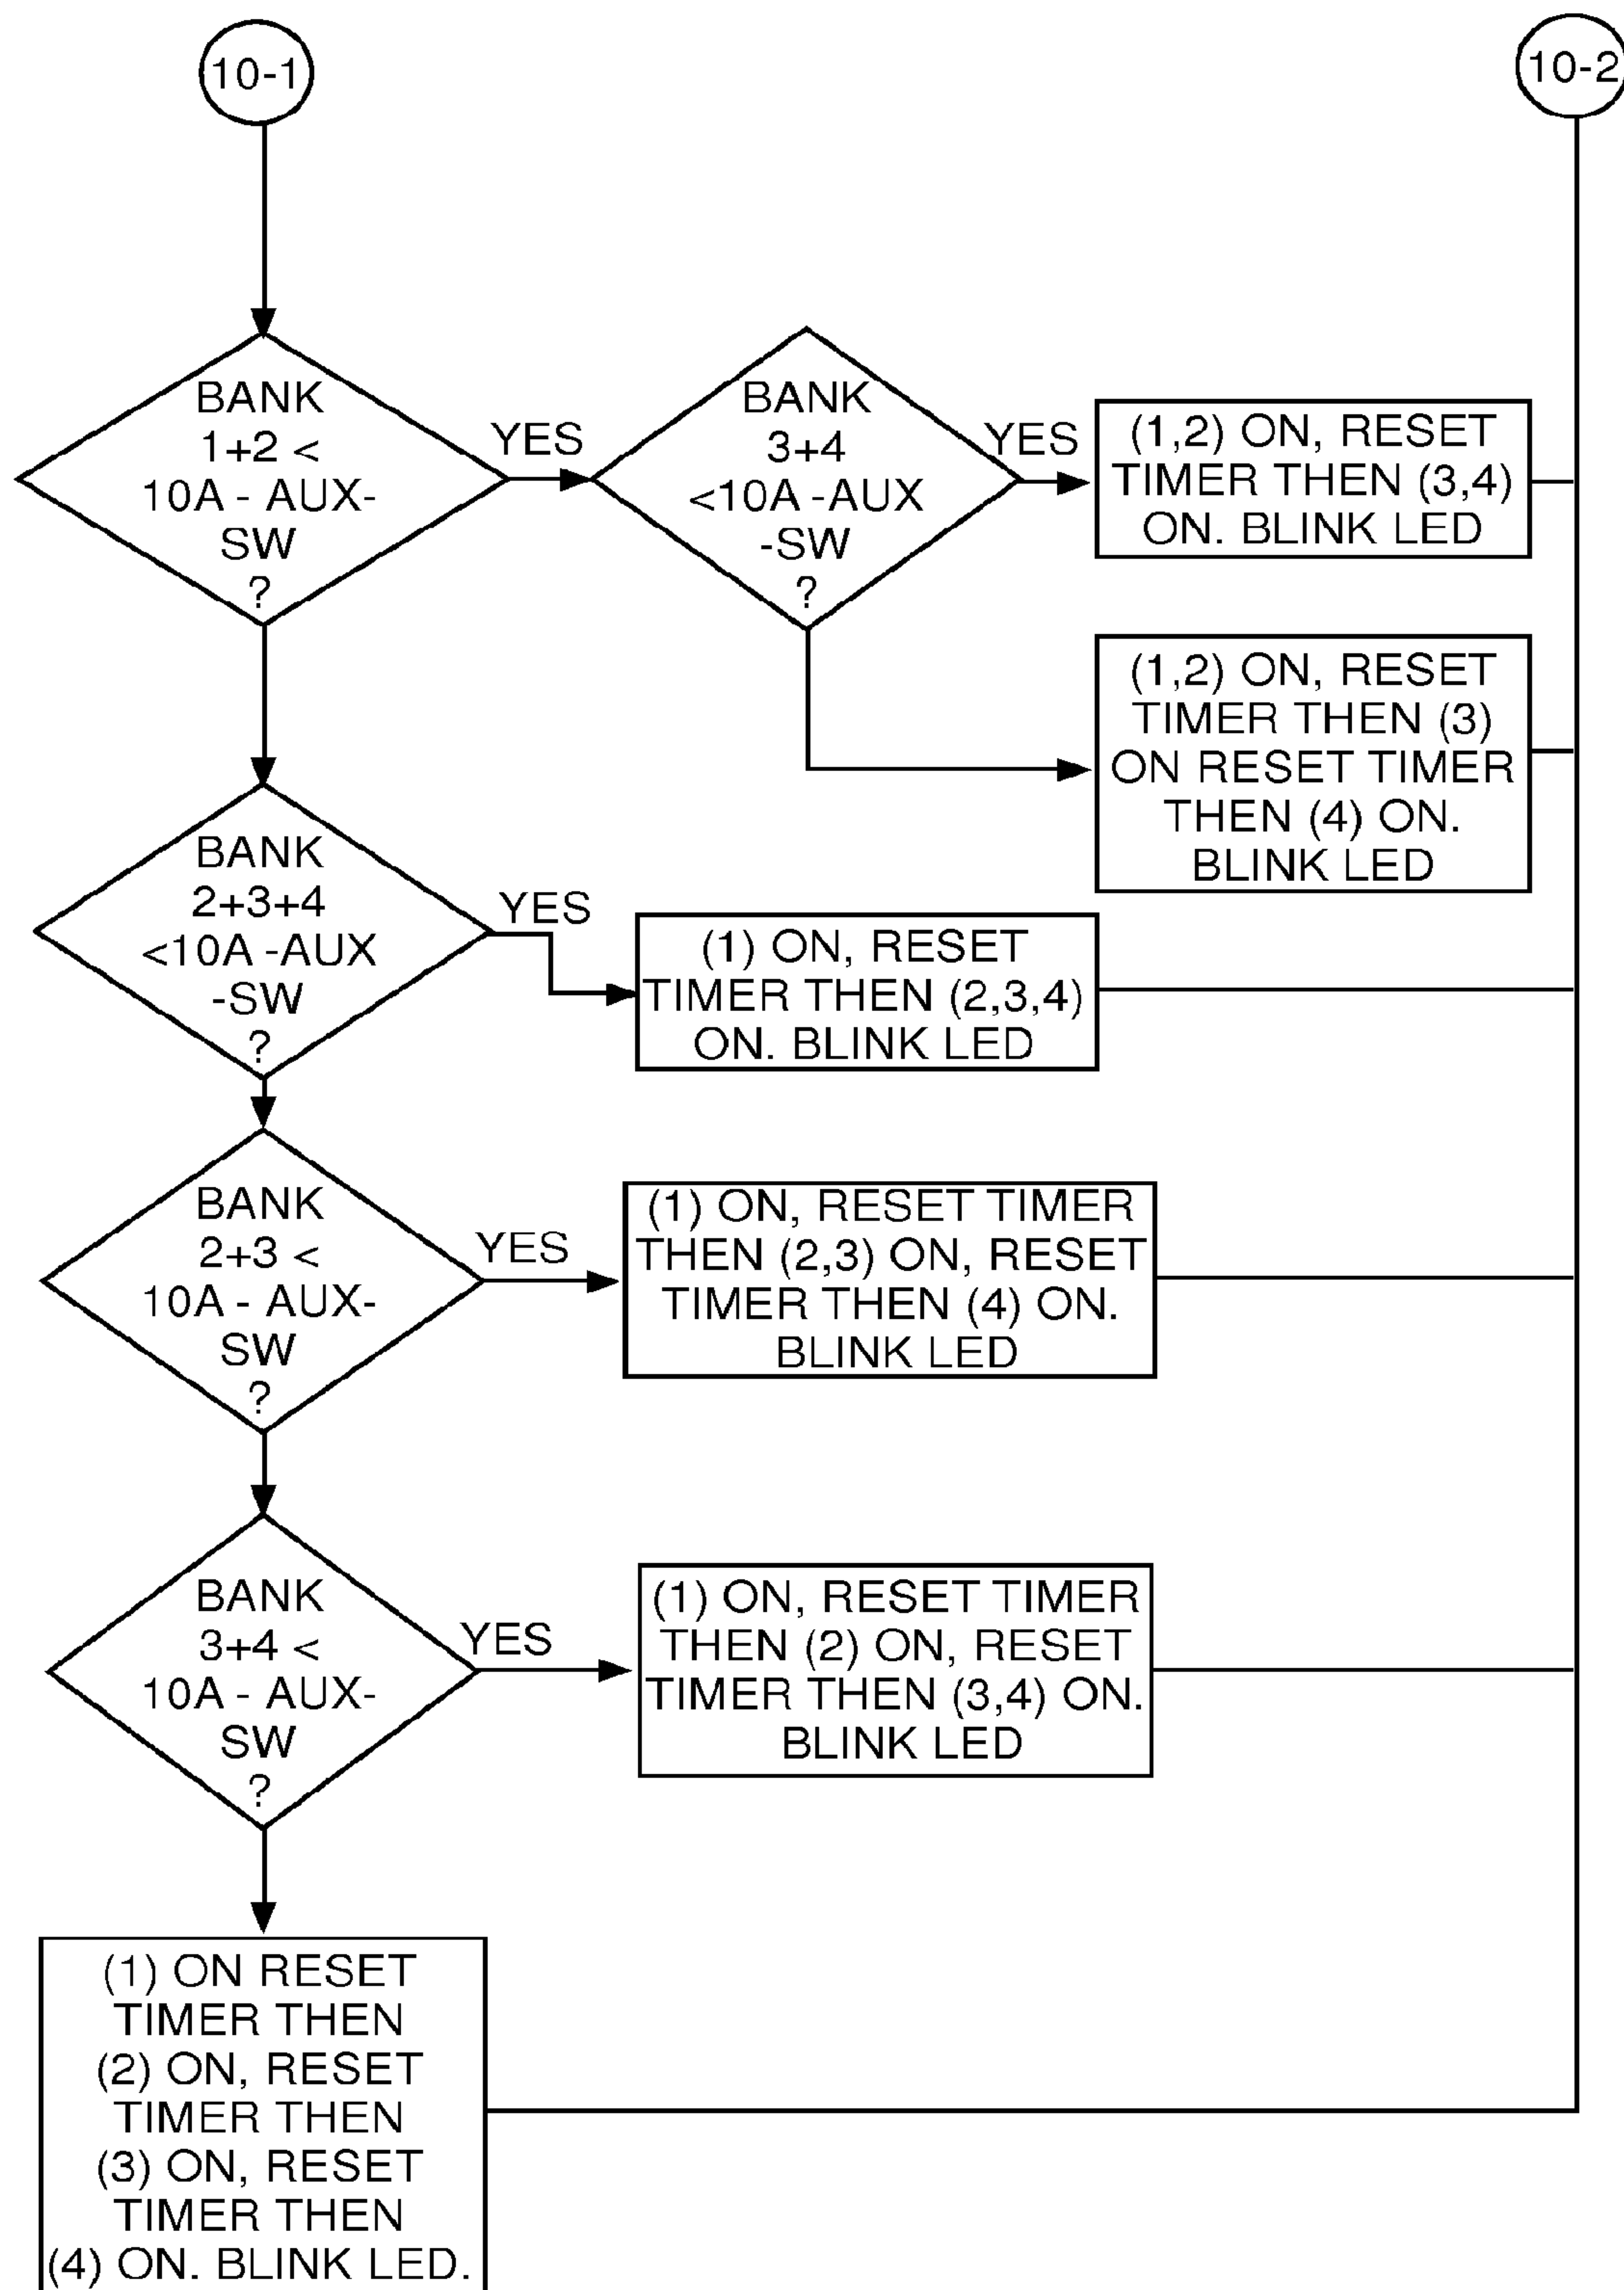 10-1
10-2
BANK
1+2 <
10A - AUX-
SW
?
YES
BANK
3+4
<10A -AUX
-SW
?
YES
(1,2) ON, RESET
TIMER THEN (3,4)
ON. BLINK LED
(1,2) ON, RESET
TIMER THEN (3)
ON RESET TIMER
THEN (4) ON.
BLINK LED
BANK
2+3+4
<10A -AUX
-SW
?
YES
(1) ON, RESET
TIMER THEN (2,3,4)
ON. BLINK LED
BANK
2+3 <
10A - AUX-
SW
?
YES
(1) ON, RESET TIMER
THEN (2,3) ON, RESET
TIMER THEN (4) ON.
BLINK LED
BANK
3+4 <
10A - AUX-
SW
?
YES
(1) ON, RESET TIMER
THEN (2) ON, RESET
TIMER THEN (3,4) ON.
BLINK LED
(1) ON RESET
TIMER THEN
(2) ON, RESET
TIMER THEN
(3) ON, RESET
TIMER THEN
(4) ON. BLINK LED.